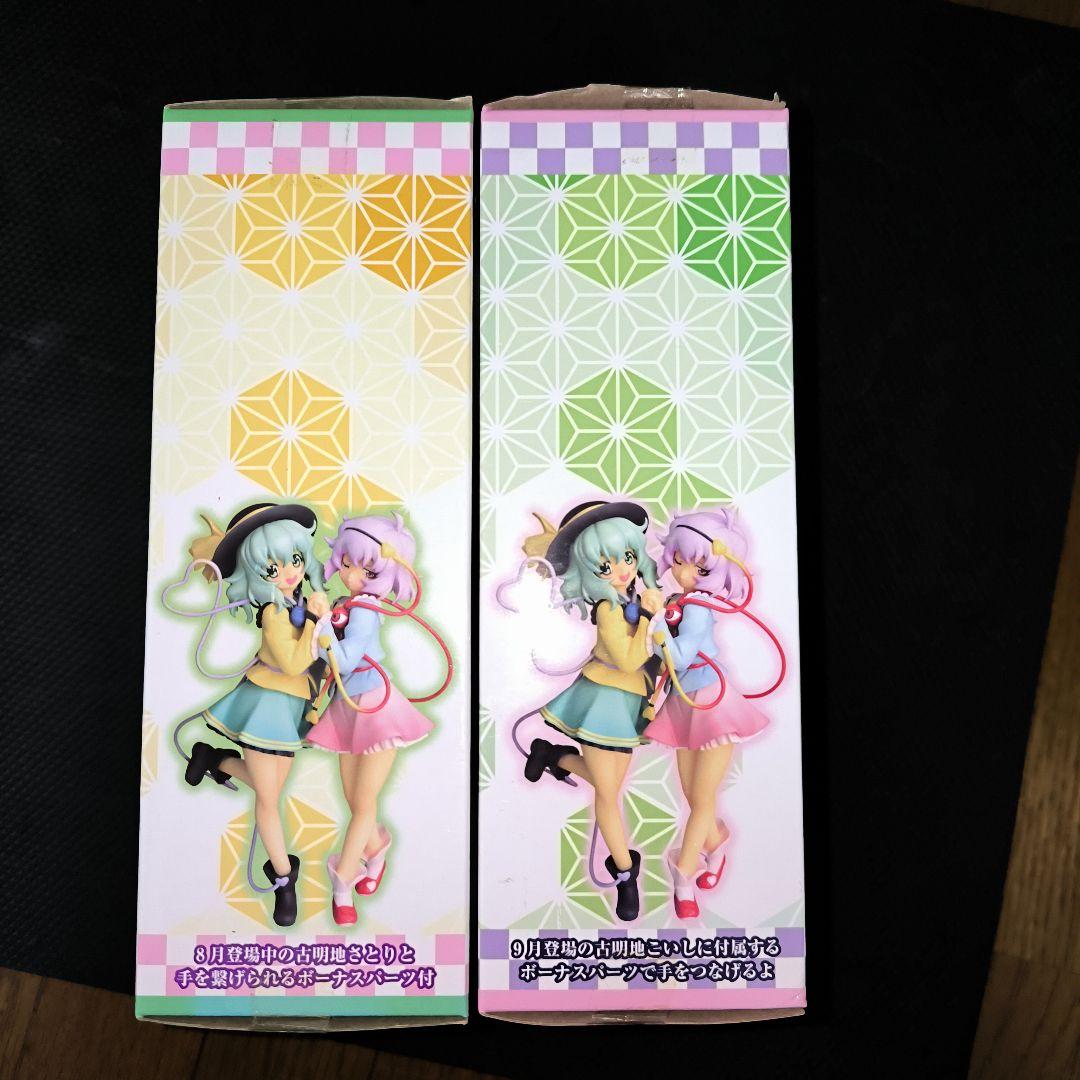 8月登場中の古明地さとりと
手を繋げられるボーナスパーツ付
9月登場の古明地こいしに付属する
ボーナスパーツで手をつなげるよ